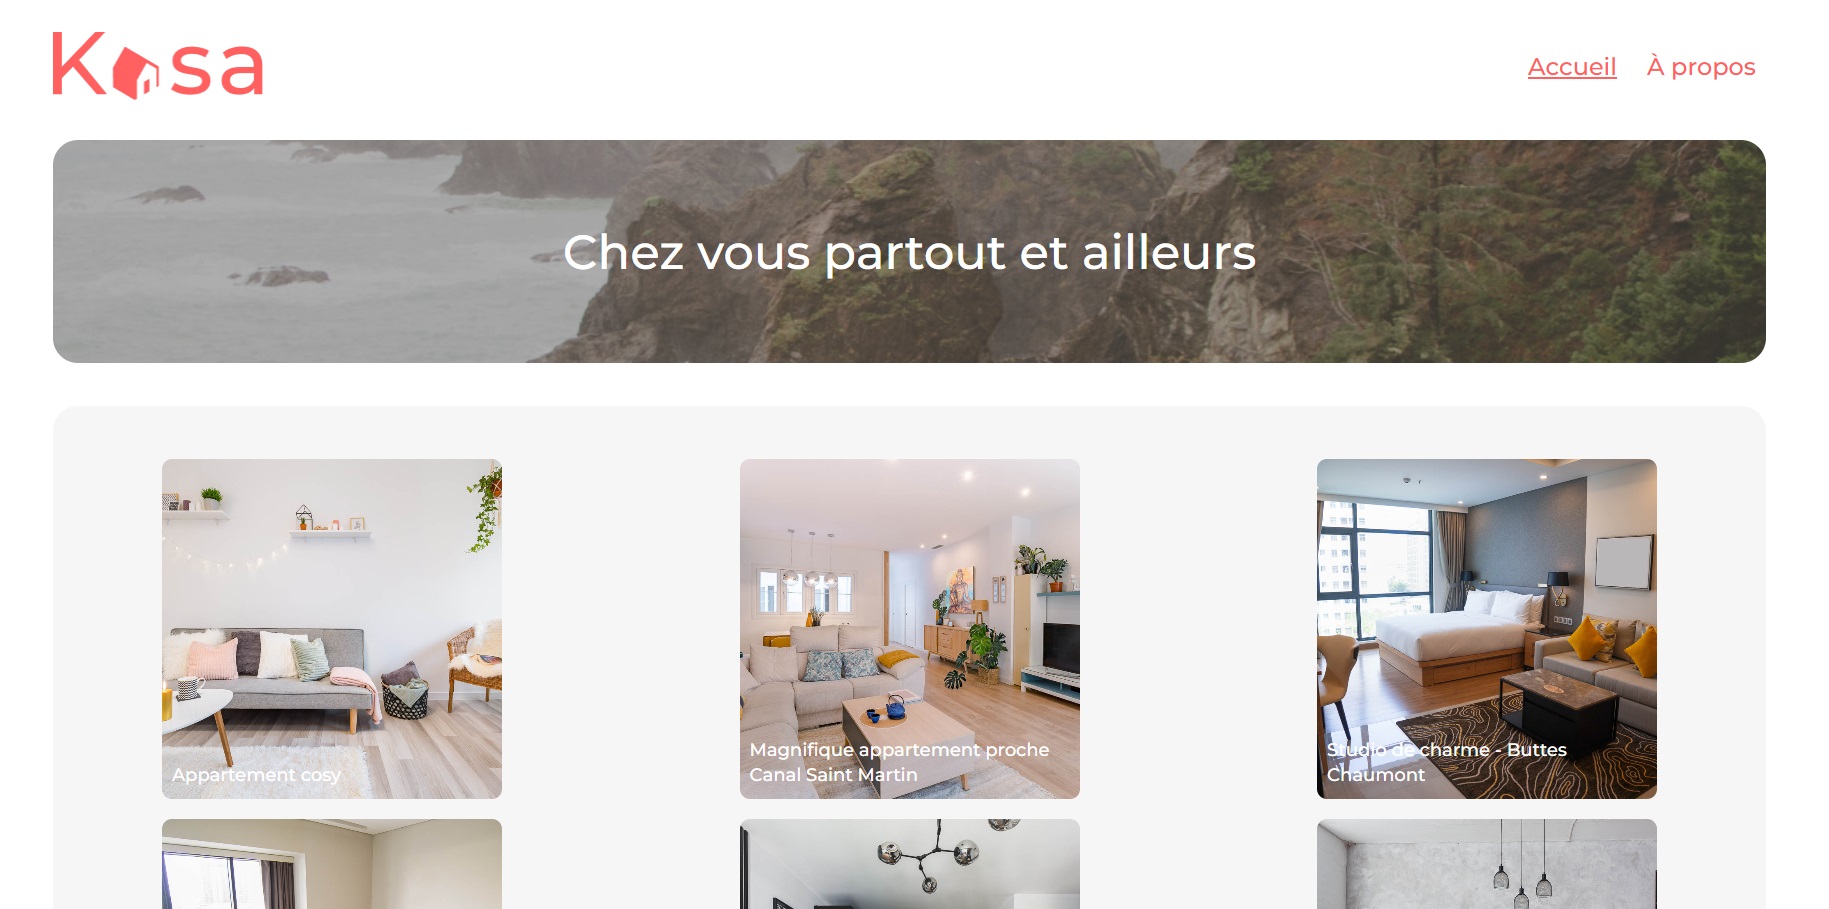 Kasa
Accueil À propos
Chez vous partout et ailleurs
Appartement cosy
Magnifique appartement proche
Canal Saint Martin
Studio de charme - Buttes
Chaumont